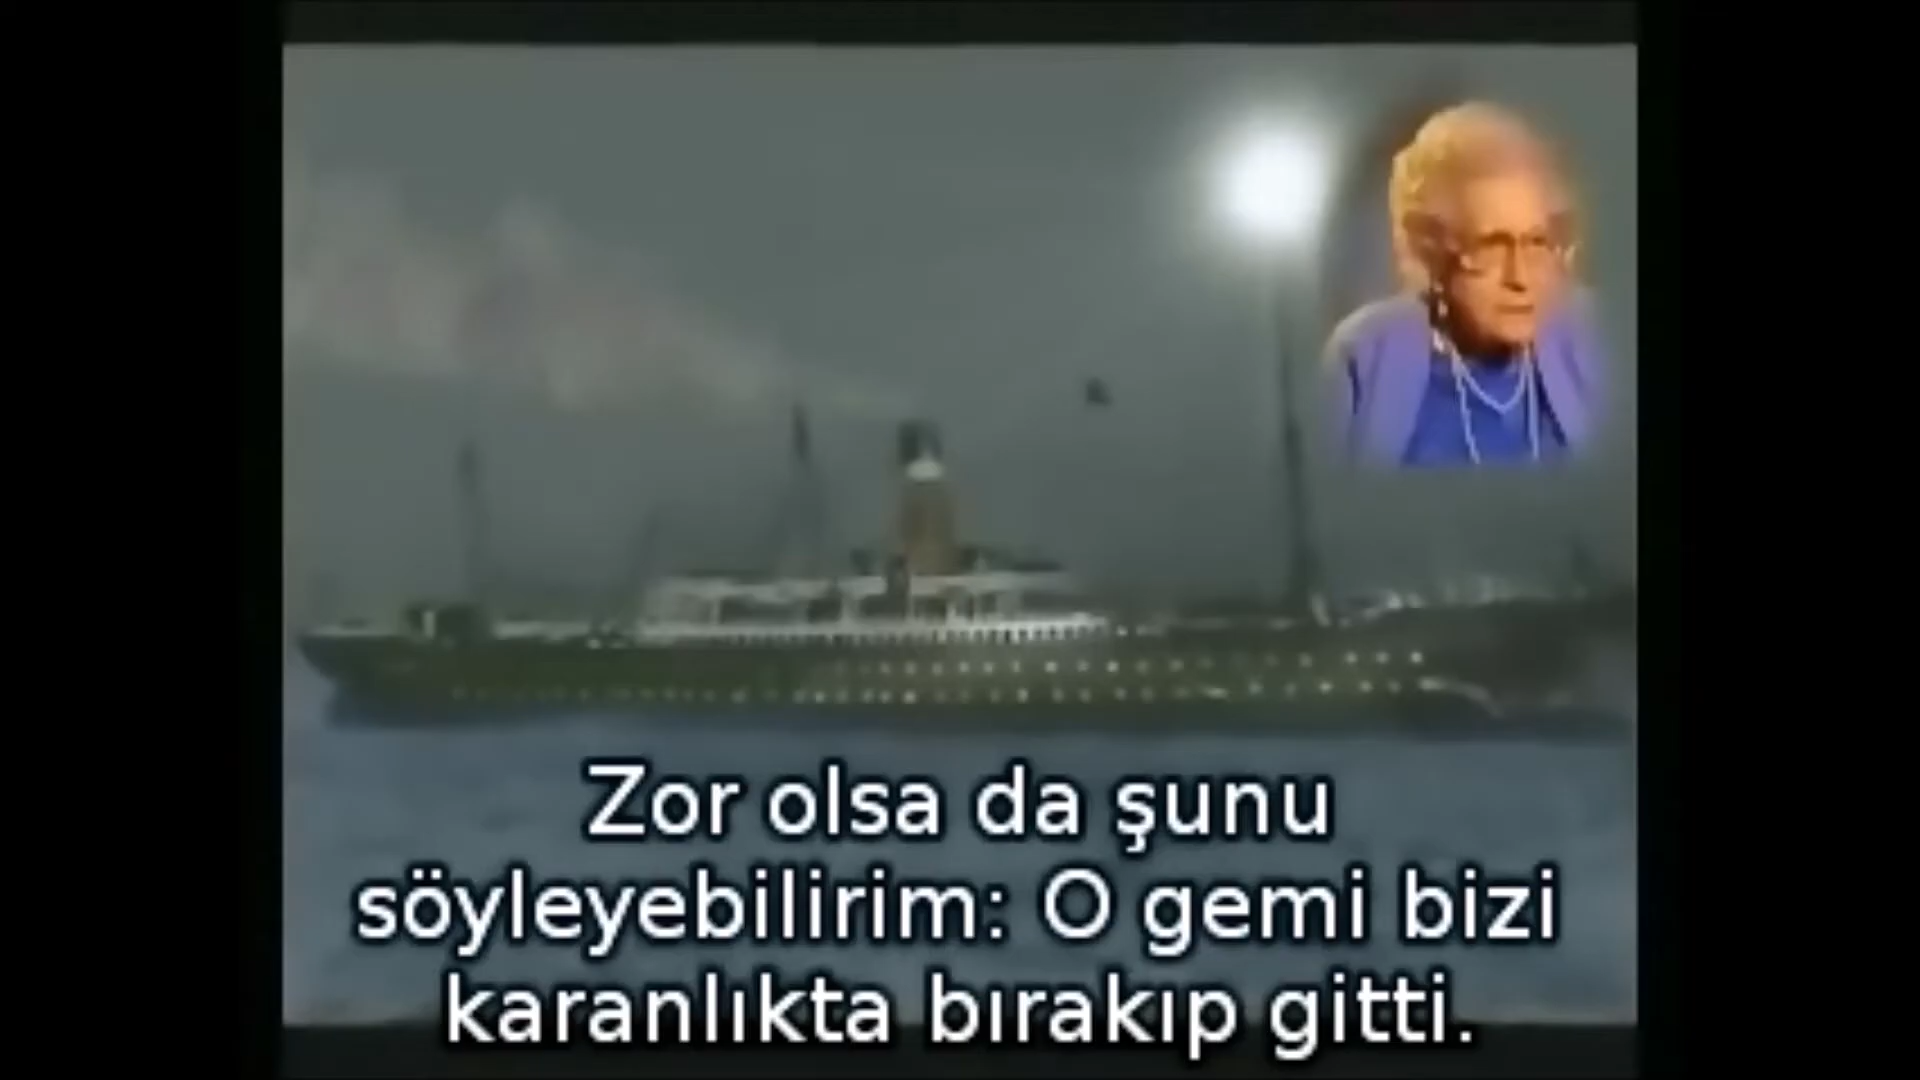 Zor olsa da şunu
söyleyebilirim: O gemi bizi
karanlıkta bırakıp gitti.